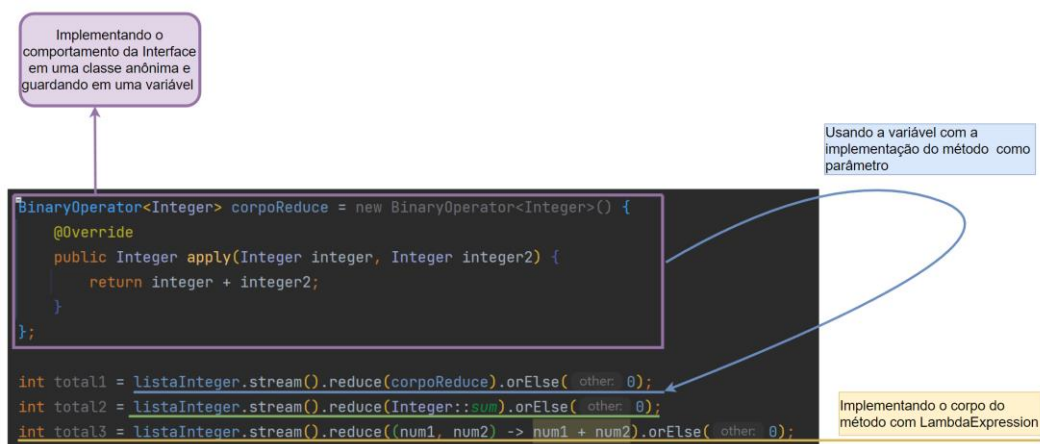 Implementando o
comportamento da Interface
em uma classe anônima e
guardando em uma variável
Usando a variável com a
implementação do método como
parâmetro
BinaryOperator<Integer> corpoReduce = new BinaryOperator<Integer>() {
@Override
public Integer apply(Integer integer, Integer integer2) {
return integer + integer2;
}
};
int total1 = listaInteger.stream().reduce(corpoReduce).orElse( other: 0);
int total2 = listaInteger.stream().reduce(Integer::sum).orElse( other: 0);
int total3 = listaInteger.stream().reduce((num1, num2) -> num1 + num2).orElse( other: 0);
Implementando o corpo do
método com LambdaExpression